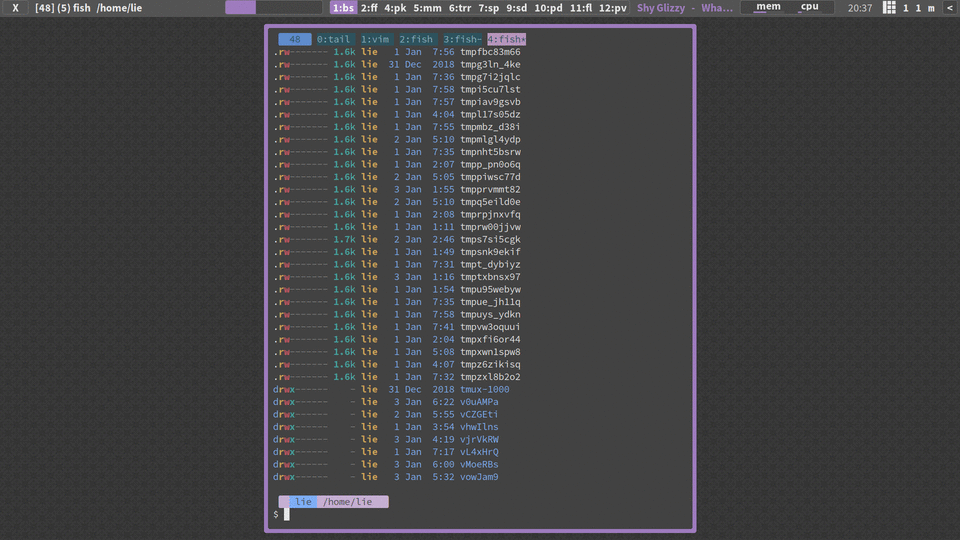 X [48] (5) fish /home/lie 1:bs 2:ff 4:pk 5:mm 6:trr 7:sp 9:sd 10:pd 11:fl 12:pv Shy Glizzy - Wha... mem cpu 20:37 1 1 m <
48 0:tail 1:vim 2:fish 3:fish- 4:fish*
.rw------- 1.6k lie 1 Jan 7:56 tmpfbc83m66
.rw------- 1.6k lie 31 Dec 2018 tmpg3ln_4ke
.rw------- 1.6k lie 1 Jan 7:36 tmpg7i2jqlc
.rw------- 1.6k lie 1 Jan 7:58 tmpi5cu7lst
.rw------- 1.6k lie 1 Jan 7:57 tmpiav9gsvb
.rw------- 1.6k lie 1 Jan 4:04 tmpl17s05dz
.rw------- 1.6k lie 1 Jan 7:55 tmpmbz_d38i
.rw------- 1.6k lie 2 Jan 5:10 tmpmlgl4ydp
.rw------- 1.6k lie 1 Jan 7:35 tmpnht5bsrw
.rw------- 1.6k lie 1 Jan 2:07 tmpp_pn0o6q
.rw------- 1.6k lie 2 Jan 5:05 tmppiwsc77d
.rw------- 1.6k lie 3 Jan 1:55 tmpprvmmt82
.rw------- 1.6k lie 2 Jan 5:10 tmpq5eild0e
.rw------- 1.6k lie 1 Jan 2:08 tmprpjnxvfq
.rw------- 1.6k lie 1 Jan 1:11 tmprw00jjvw
.rw------- 1.7k lie 2 Jan 2:46 tmps7si5cgk
.rw------- 1.6k lie 1 Jan 1:49 tmpsnk9ekif
.rw------- 1.6k lie 1 Jan 7:31 tmpt_dybiyz
.rw------- 1.6k lie 3 Jan 1:16 tmptxbnsx97
.rw------- 1.6k lie 1 Jan 1:54 tmpu95webyw
.rw------- 1.6k lie 1 Jan 7:35 tmpue_jh1lq
.rw------- 1.6k lie 1 Jan 7:58 tmpuys_ydkn
.rw------- 1.6k lie 1 Jan 7:41 tmpvw3oquui
.rw------- 1.6k lie 1 Jan 2:04 tmpxfi6or44
.rw------- 1.6k lie 1 Jan 5:08 tmpxwn1spw8
.rw------- 1.6k lie 1 Jan 4:07 tmpz6zikisq
.rw------- 1.6k lie 1 Jan 7:32 tmpzxl8b2o2
drwx------ - lie 31 Dec 2018 tmux-1000
drwx------ - lie 3 Jan 6:22 v0uAMPa
drwx------ - lie 2 Jan 5:55 vCZGEti
drwx------ - lie 1 Jan 3:54 vhwIlns
drwx------ - lie 3 Jan 4:19 vjrVkRW
drwx------ - lie 1 Jan 7:17 vL4xHrQ
drwx------ - lie 3 Jan 6:00 vMoeRBs
drwx------ - lie 3 Jan 5:32 vowJam9
lie /home/lie
$